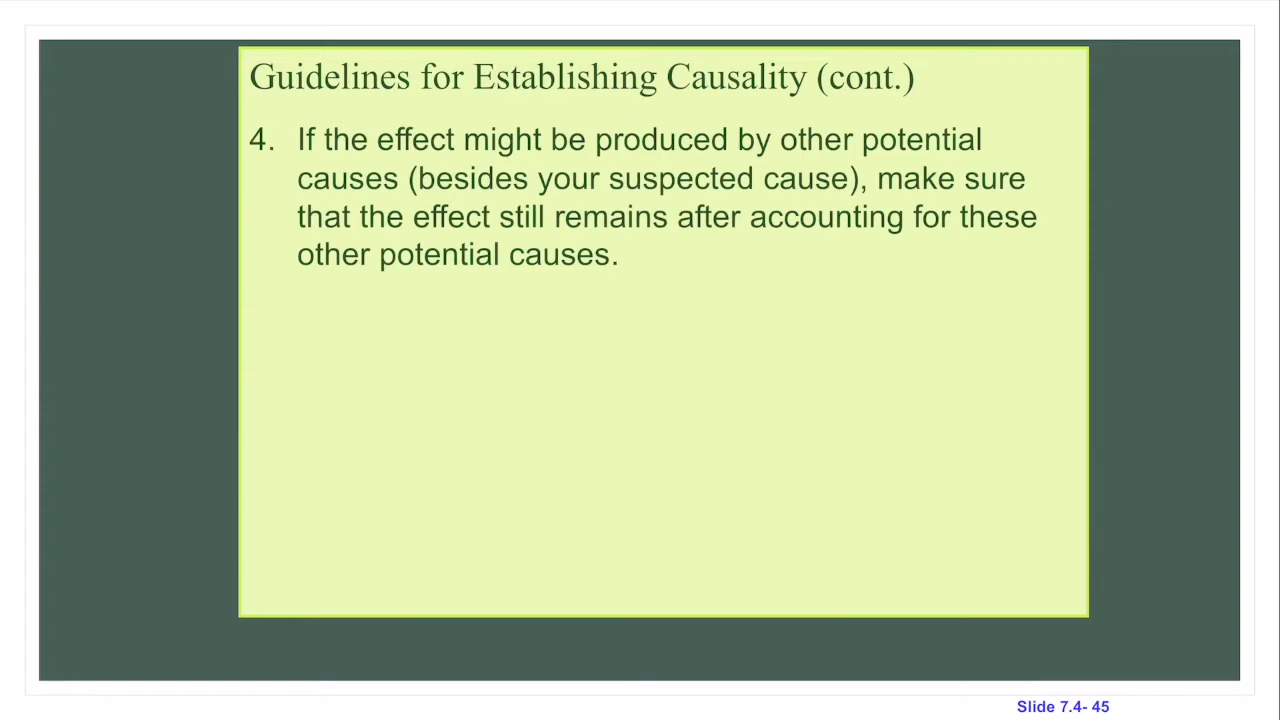 Guidelines for Establishing Causality (cont.)
4. If the effect might be produced by other potential
causes (besides your suspected cause), make sure
that the effect still remains after accounting for these
other potential causes.
Slide 7.4- 45